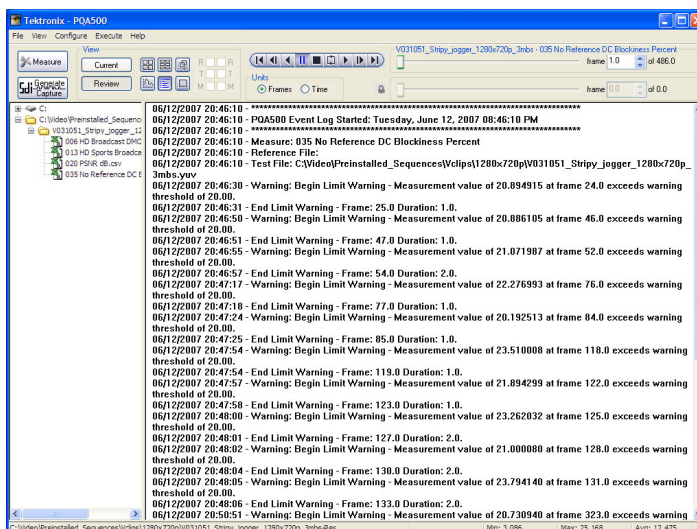 Tektronix - PQA500
File View Configure Execute Help
Measure
Generate
Capture
View
Current
Review
R
T
M
R
T
M
Units
Frames Time
V031051_Stripy_jogger_1280x720p_3mbs - 035 No Reference DC Blockiness Percent
frame 1.0 of 486.0
frame 0.0 of 0.0
C:
C:\Video\Preinstalled_Sequenc
V031051_Stripy_jogger_12
006 HD Broadcast DMO
013 HD Sports Broadca
020 PSNR dB.csv
035 No Reference DC E
06/12/2007 20:46:10 - ****************************************************************************
06/12/2007 20:46:10 - PQA500 Event Log Started: Tuesday, June 12, 2007 08:46:10 PM
06/12/2007 20:46:10 - ****************************************************************************
06/12/2007 20:46:10 - Measure: 035 No Reference DC Blockiness Percent
06/12/2007 20:46:10 - Reference File:
06/12/2007 20:46:10 - Test File: C:\Video\Preinstalled_Sequences\Vclips\1280x720p\V031051_Stripy_jogger_1280x720p_
3mbs.yuv
06/12/2007 20:46:30 - Warning: Begin Limit Warning - Measurement value of 20.894915 at frame 24.0 exceeds warning
threshold of 20.00.
06/12/2007 20:46:31 - End Limit Warning - Frame: 25.0 Duration: 1.0.
06/12/2007 20:46:50 - Warning: Begin Limit Warning - Measurement value of 20.886105 at frame 46.0 exceeds warning
threshold of 20.00.
06/12/2007 20:46:51 - End Limit Warning - Frame: 47.0 Duration: 1.0.
06/12/2007 20:46:55 - Warning: Begin Limit Warning - Measurement value of 21.071987 at frame 52.0 exceeds warning
threshold of 20.00.
06/12/2007 20:46:57 - End Limit Warning - Frame: 54.0 Duration: 2.0.
06/12/2007 20:47:17 - Warning: Begin Limit Warning - Measurement value of 22.276993 at frame 76.0 exceeds warning
threshold of 20.00.
06/12/2007 20:47:18 - End Limit Warning - Frame: 77.0 Duration: 1.0.
06/12/2007 20:47:24 - Warning: Begin Limit Warning - Measurement value of 20.192513 at frame 84.0 exceeds warning
threshold of 20.00.
06/12/2007 20:47:25 - End Limit Warning - Frame: 85.0 Duration: 1.0.
06/12/2007 20:47:54 - Warning: Begin Limit Warning - Measurement value of 23.510008 at frame 118.0 exceeds warning
threshold of 20.00.
06/12/2007 20:47:54 - End Limit Warning - Frame: 119.0 Duration: 1.0.
06/12/2007 20:47:57 - Warning: Begin Limit Warning - Measurement value of 21.894299 at frame 122.0 exceeds warning
threshold of 20.00.
06/12/2007 20:47:58 - End Limit Warning - Frame: 123.0 Duration: 1.0.
06/12/2007 20:48:00 - Warning: Begin Limit Warning - Measurement value of 23.262032 at frame 125.0 exceeds warning
threshold of 20.00.
06/12/2007 20:48:01 - End Limit Warning - Frame: 127.0 Duration: 2.0.
06/12/2007 20:48:02 - Warning: Begin Limit Warning - Measurement value of 21.000080 at frame 128.0 exceeds warning
threshold of 20.00.
06/12/2007 20:48:04 - End Limit Warning - Frame: 130.0 Duration: 2.0.
06/12/2007 20:48:05 - Warning: Begin Limit Warning - Measurement value of 23.794140 at frame 131.0 exceeds warning
threshold of 20.00.
06/12/2007 20:48:06 - End Limit Warning - Frame: 133.0 Duration: 2.0.
06/12/2007 20:50:51 - Warning: Begin Limit Warning - Measurement value of 20.730940 at frame 323.0 exceeds warning
threshold of 20.00.
C:\Video\Preinstalled_Sequences\Vclips\1280x720p\V031051_Stripy_jogger_1280x720p_3mbs-Res
Min: 3.086 Max: 25.168 Avg: 12.475